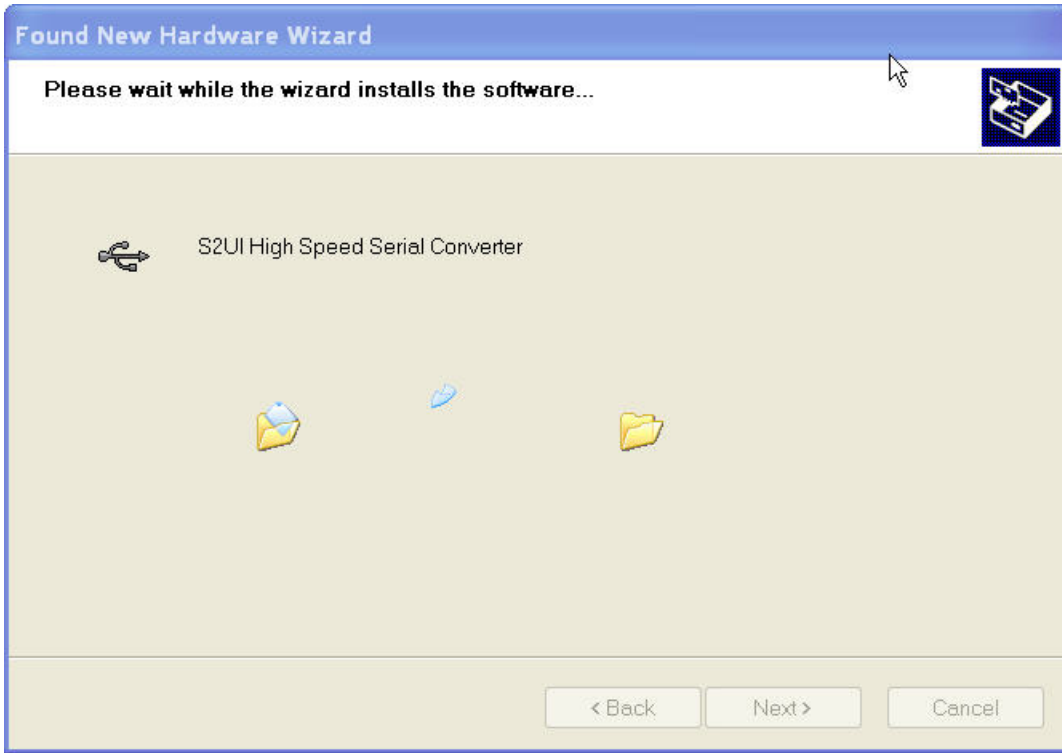 Found New Hardware Wizard
Please wait while the wizard installs the software...
S2UI High Speed Serial Converter
< Back
Next >
Cancel